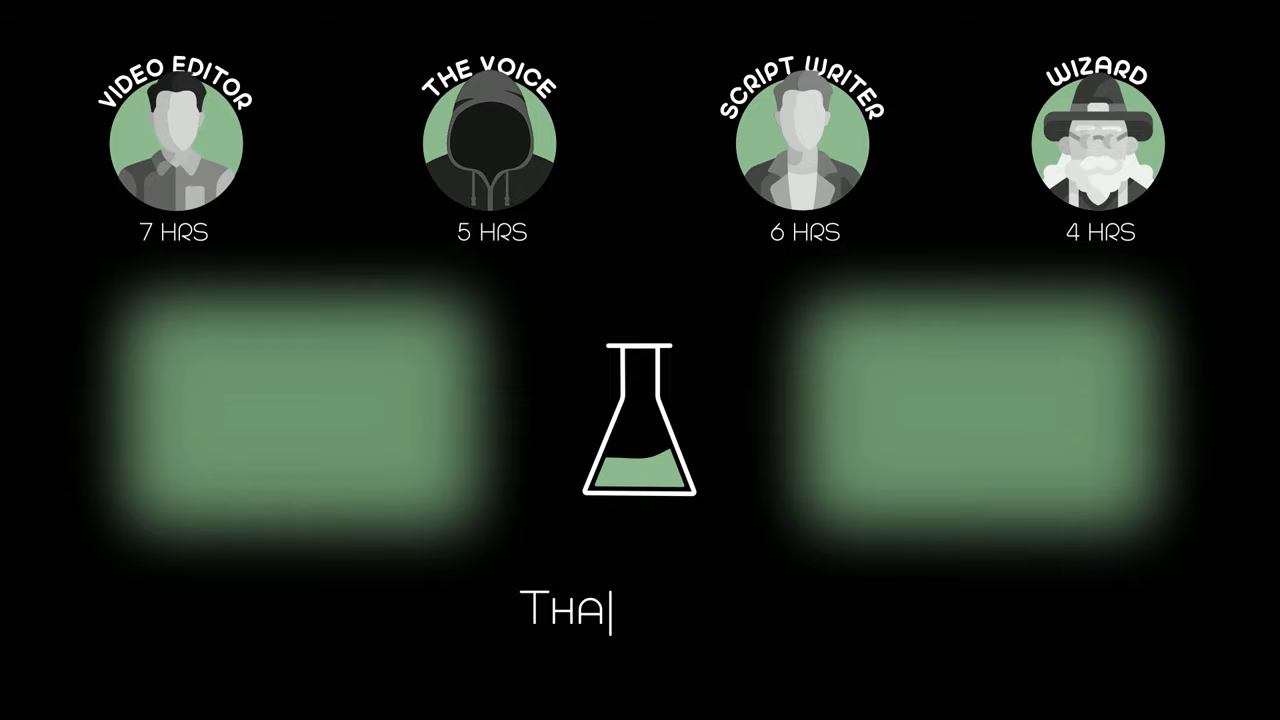 VIDEO EDITOR
THE VOICE
SCRIPT WRITER
WIZARD
7 HRS
5 HRS
6 HRS
4 HRS
Tha